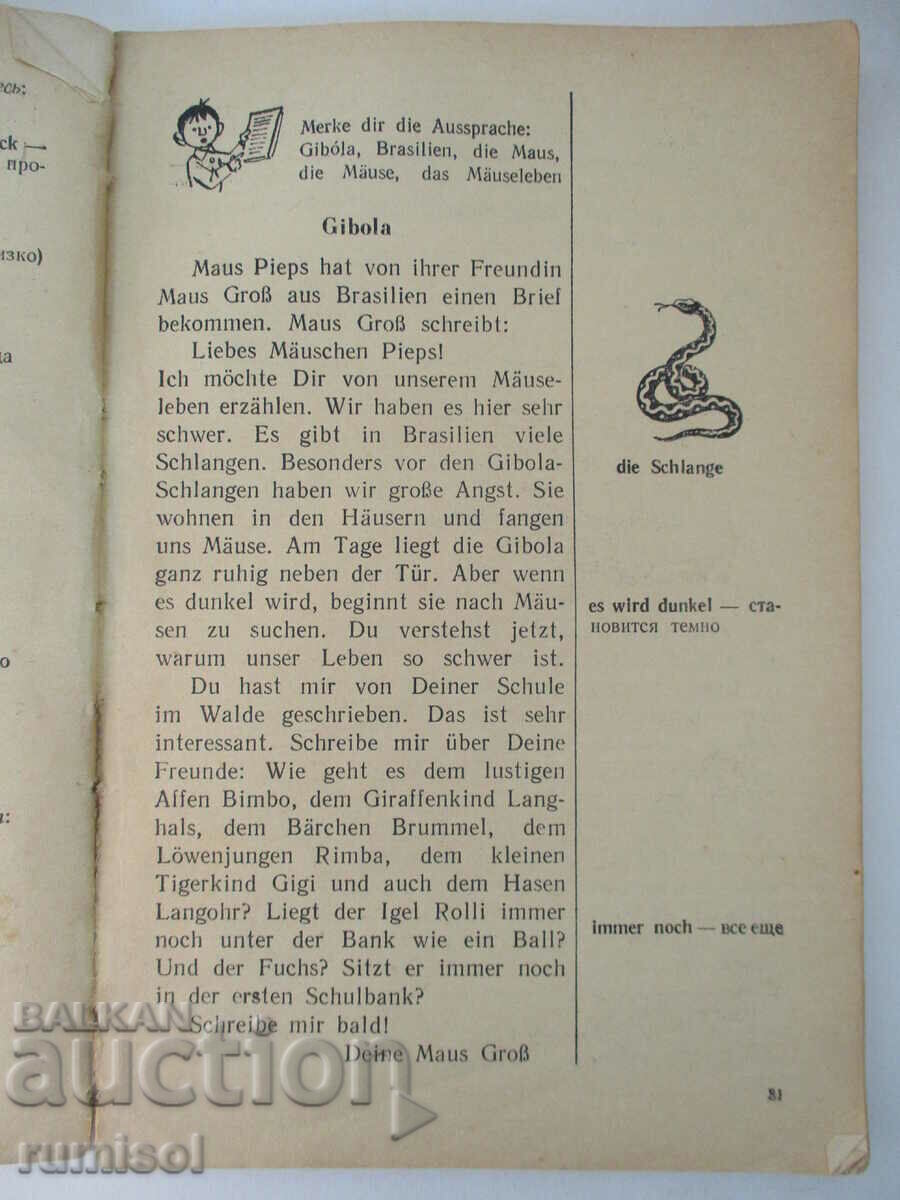 есь:
ck —
про-
изко)
ца
о
и:
Merke dir die Aussprache:
Gibóla, Brasilien, die Maus,
die Mäuse, das Mäuseleben
Gibola
Maus Pieps hat von ihrer Freundin
Maus Groß aus Brasilien einen Brief
bekommen. Maus Groß schreibt:
Liebes Mäuschen Pieps!
Ich möchte Dir von unserem Mäuse-
leben erzählen. Wir haben es hier sehr
schwer. Es gibt in Brasilien viele
Schlangen. Besonders vor den Gibola-
Schlangen haben wir große Angst. Sie
wohnen in den Häusern und fangen
uns Mäuse. Am Tage liegt die Gibola
ganz ruhig neben der Tür. Aber wenn
es dunkel wird, beginnt sie nach Mäu-
sen zu suchen. Du verstehst jetzt,
warum unser Leben so schwer ist.
Du hast mir von Deiner Schule
im Walde geschrieben. Das ist sehr
interessant. Schreibe mir über Deine
Freunde: Wie geht es dem lustigen
Affen Bimbo, dem Giraffenkind Lang-
hals, dem Bärchen Brummel, dem
Löwenjungen Rimba, dem kleinen
Tigerkind Gigi und auch dem Hasen
Langohr? Liegt der Igel Rolli immer
noch unter der Bank wie ein Ball?
Und der Fuchs? Sitzt er immer noch
in der ersten Schulbank?
Schreibe mir bald!
Deine Maus Groß
die Schlange
es wird dunkel — ста-
новится темно
immer noch — все еще
81
BALKAN
auction
rumisol